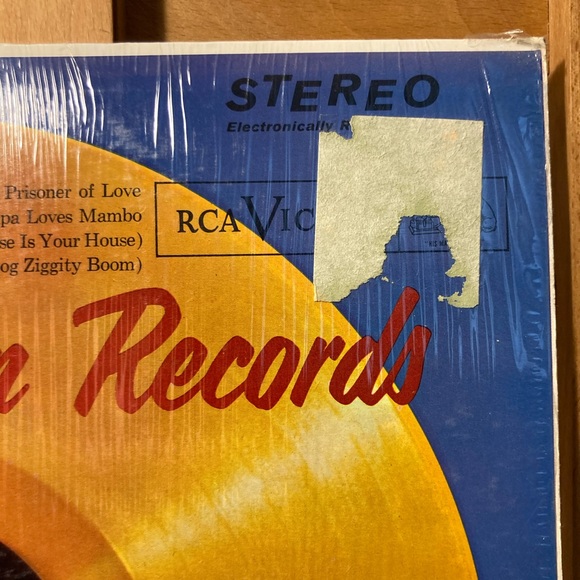 STEREO
Electronically R
Prisoner of Love
pa Loves Mambo
se Is Your House)
og Ziggity Boom)
RCA VIC
n Records